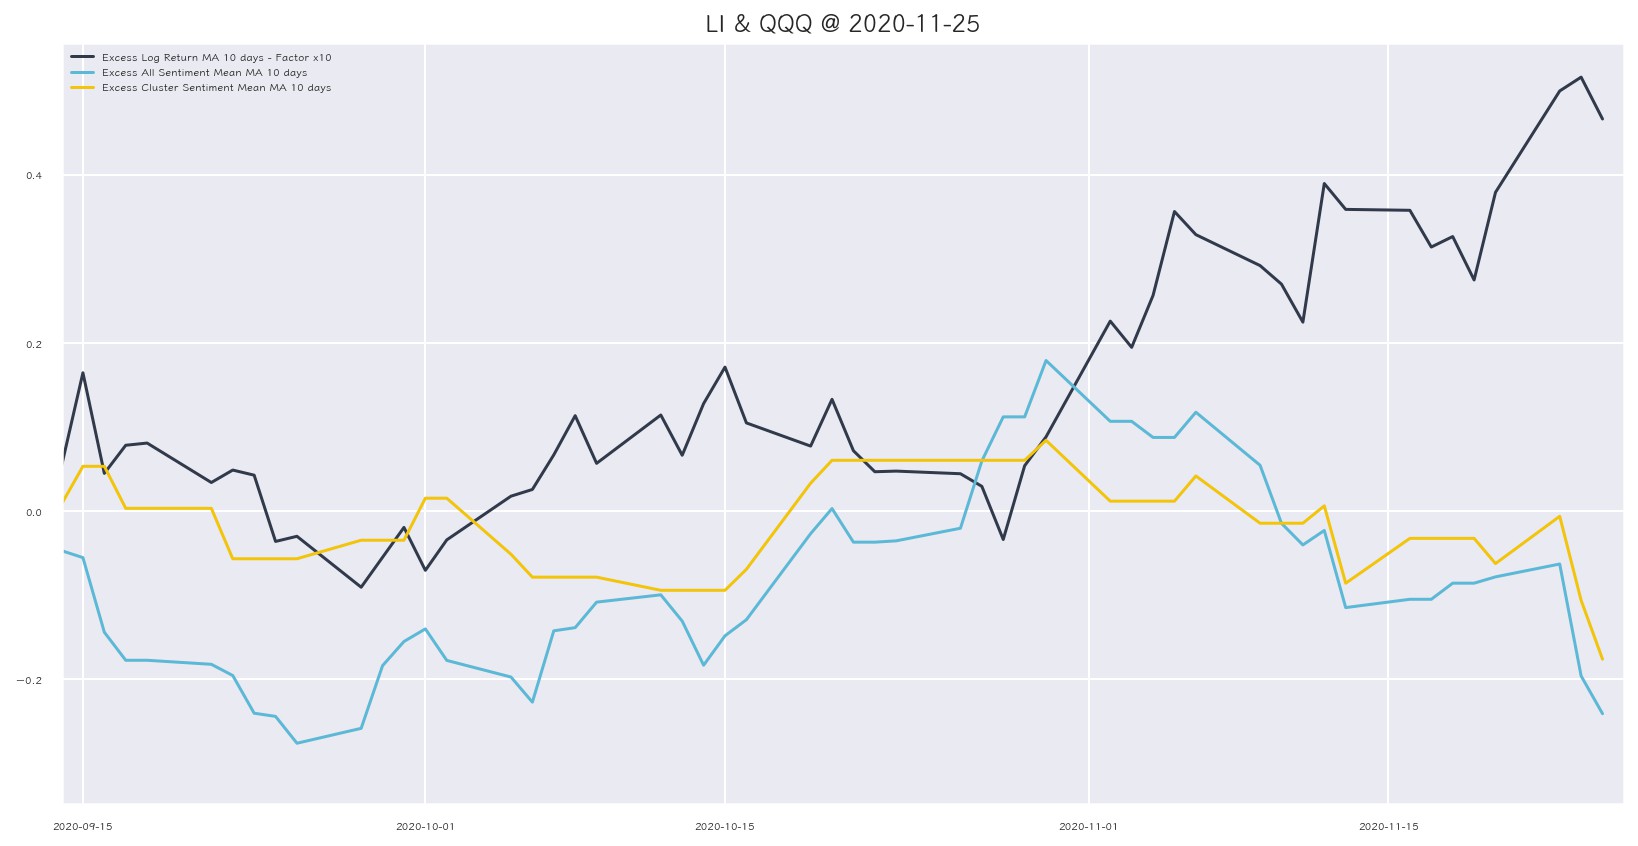 LI & QQQ @ 2020-11-25
Excess Log Return MA 10 days - Factor x10
Excess All Sentiment Mean MA 10 days
Excess Cluster Sentiment Mean MA 10 days
0.4
0.2
0.0
−0.2
2020-09-15 2020-10-01 2020-10-15 2020-11-01 2020-11-15